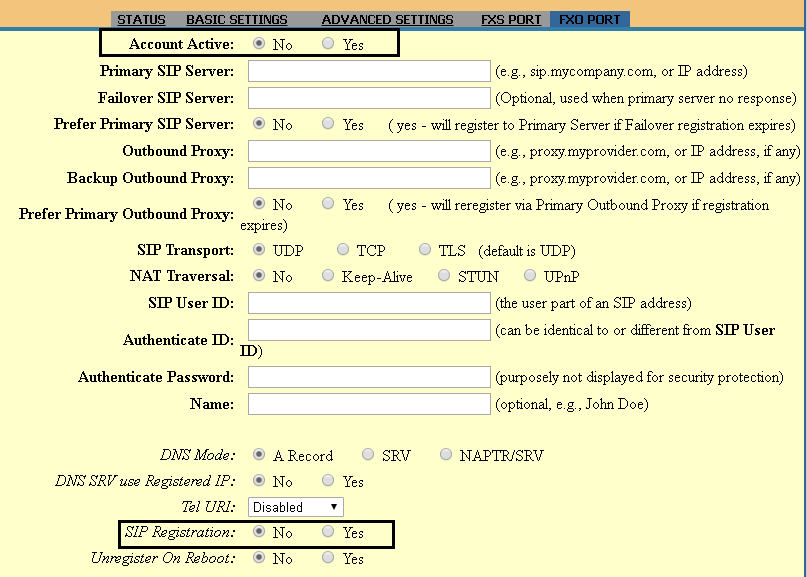 STATUS BASIC SETTINGS ADVANCED SETTINGS FXS PORT FXO PORT
Account Active: No Yes
Primary SIP Server: (e.g., sip.mycompany.com, or IP address)
Failover SIP Server: (Optional, used when primary server no response)
Prefer Primary SIP Server: No Yes ( yes - will register to Primary Server if Failover registration expires)
Outbound Proxy: (e.g., proxy.myprovider.com, or IP address, if any)
Backup Outbound Proxy: (e.g., proxy.myprovider.com, or IP address, if any)
Prefer Primary Outbound Proxy: No Yes ( yes - will reregister via Primary Outbound Proxy if registration
expires)
SIP Transport: UDP TCP TLS (default is UDP)
NAT Traversal: No Keep-Alive STUN UPnP
SIP User ID: (the user part of an SIP address)
Authenticate ID: (can be identical to or different from SIP User
ID)
Authenticate Password: (purposely not displayed for security protection)
Name: (optional, e.g., John Doe)
DNS Mode: A Record SRV NAPTR/SRV
DNS SRV use Registered IP: No Yes
Tel URI: Disabled
SIP Registration: No Yes
Unregister On Reboot: No Yes